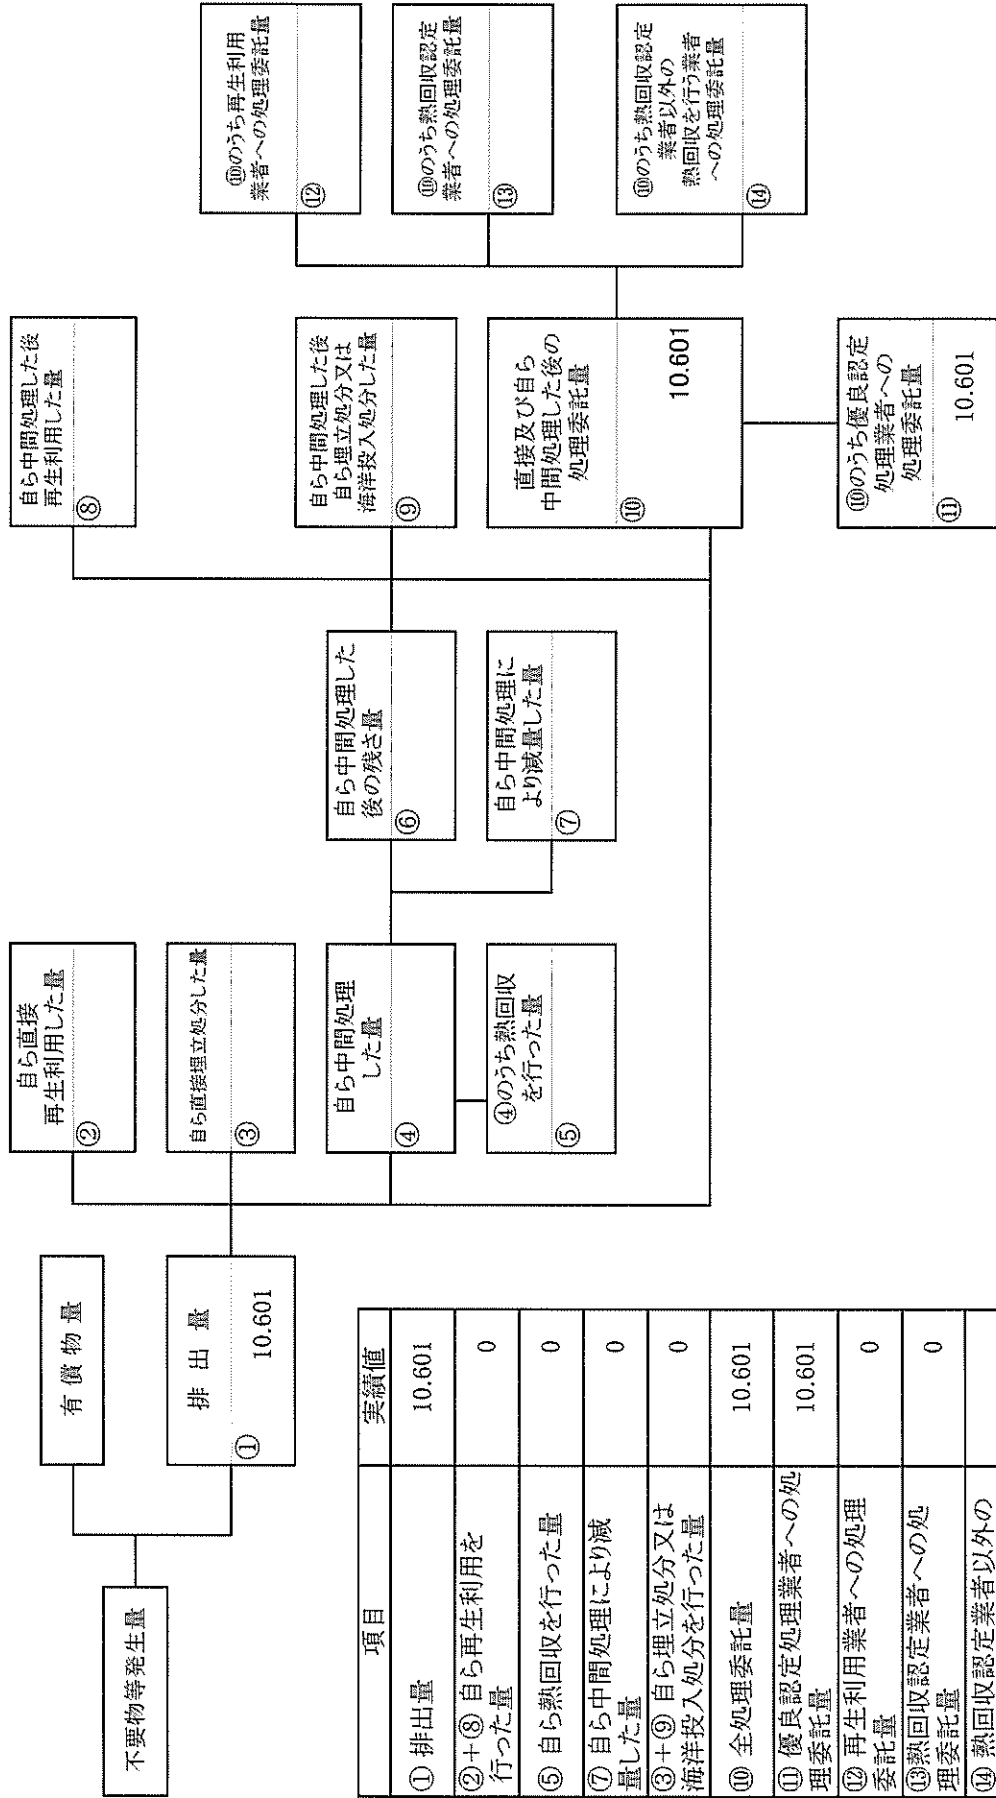 不要物等発生量
有償物量
排出量
①
10.601
自ら直接
再生利用した量
②
自ら直接埋立処分した量
③
自ら中間処理
した量
④
④のうち熱回収
を行った量
⑤
自ら中間処理した
後の残さ量
⑥
自ら中間処理に
より減量した量
⑦
自ら中間処理した後
再生利用した量
⑧
自ら中間処理した後
自ら埋立処分又は
海洋投入処分した量
⑨
直接及び自ら
中間処理した後の
処理委託量
⑩
10.601
⑩のうち優良認定
処理業者への
処理委託量
⑪
10.601
⑩のうち再生利用
業者への処理委託量
⑫
⑩のうち熱回収認定
業者への処理委託量
⑬
⑩のうち熱回収認定
業者以外の
熱回収を行う業者
への処理委託量
⑭
項目 実績値
① 排出量 10.601
②+⑧ 自ら再生利用を
行った量 0
⑤ 自ら熱回収を行った量 0
⑦ 自ら中間処理により減
量した量 0
③+⑨ 自ら埋立処分又は
海洋投入処分を行った量 0
⑩ 全処理委託量 10.601
⑪ 優良認定処理業者への処
理委託量 10.601
⑫ 再生利用業者への処理
委託量 0
⑬熱回収認定業者への処
理委託量 0
⑭ 熱回収認定業者以外の